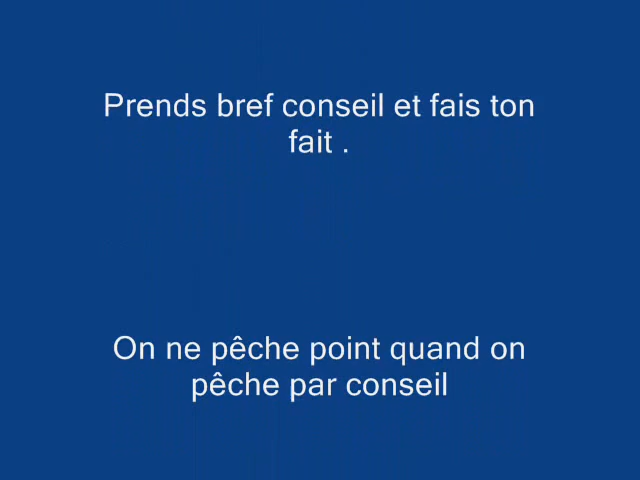 Prends bref conseil et fais ton
fait .
On ne pêche point quand on
pêche par conseil